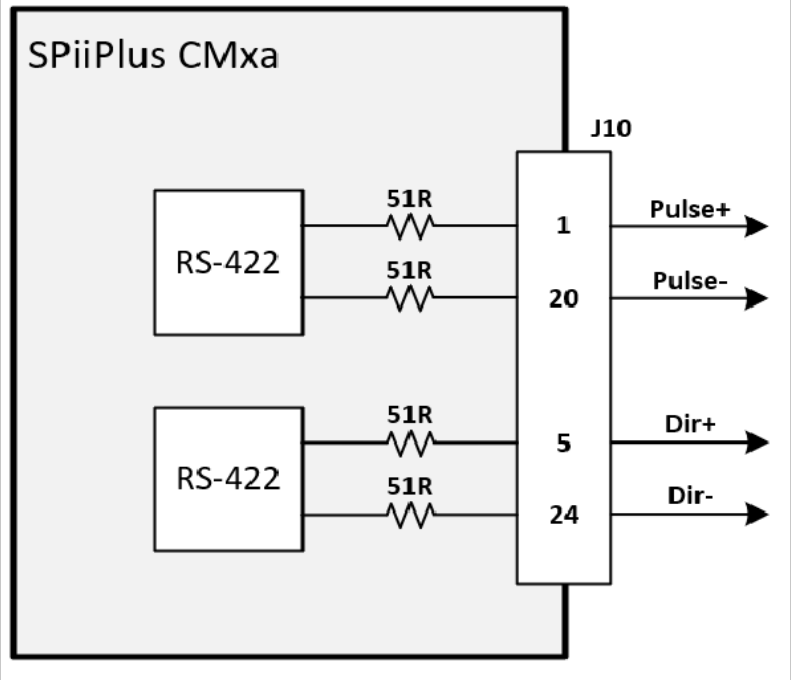 SPiiPlus CMxa
J10
51R
1
Pulse+
RS-422
51R
20
Pulse-
51R
5
Dir+
RS-422
51R
24
Dir-